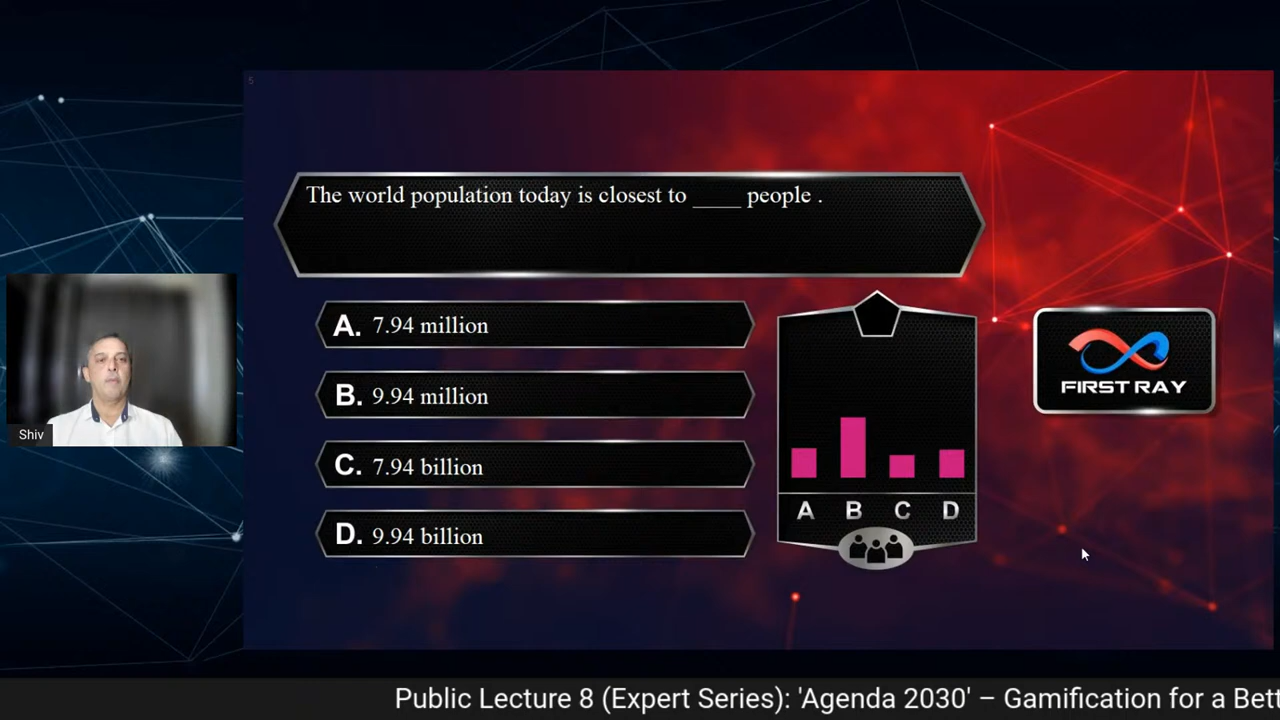 5
The world population today is closest to ____ people .
A. 7.94 million
B. 9.94 million
C. 7.94 billion
D. 9.94 billion
A B C D
FIRST RAY
Shiv
Public Lecture 8 (Expert Series): 'Agenda 2030' – Gamification for a Bett